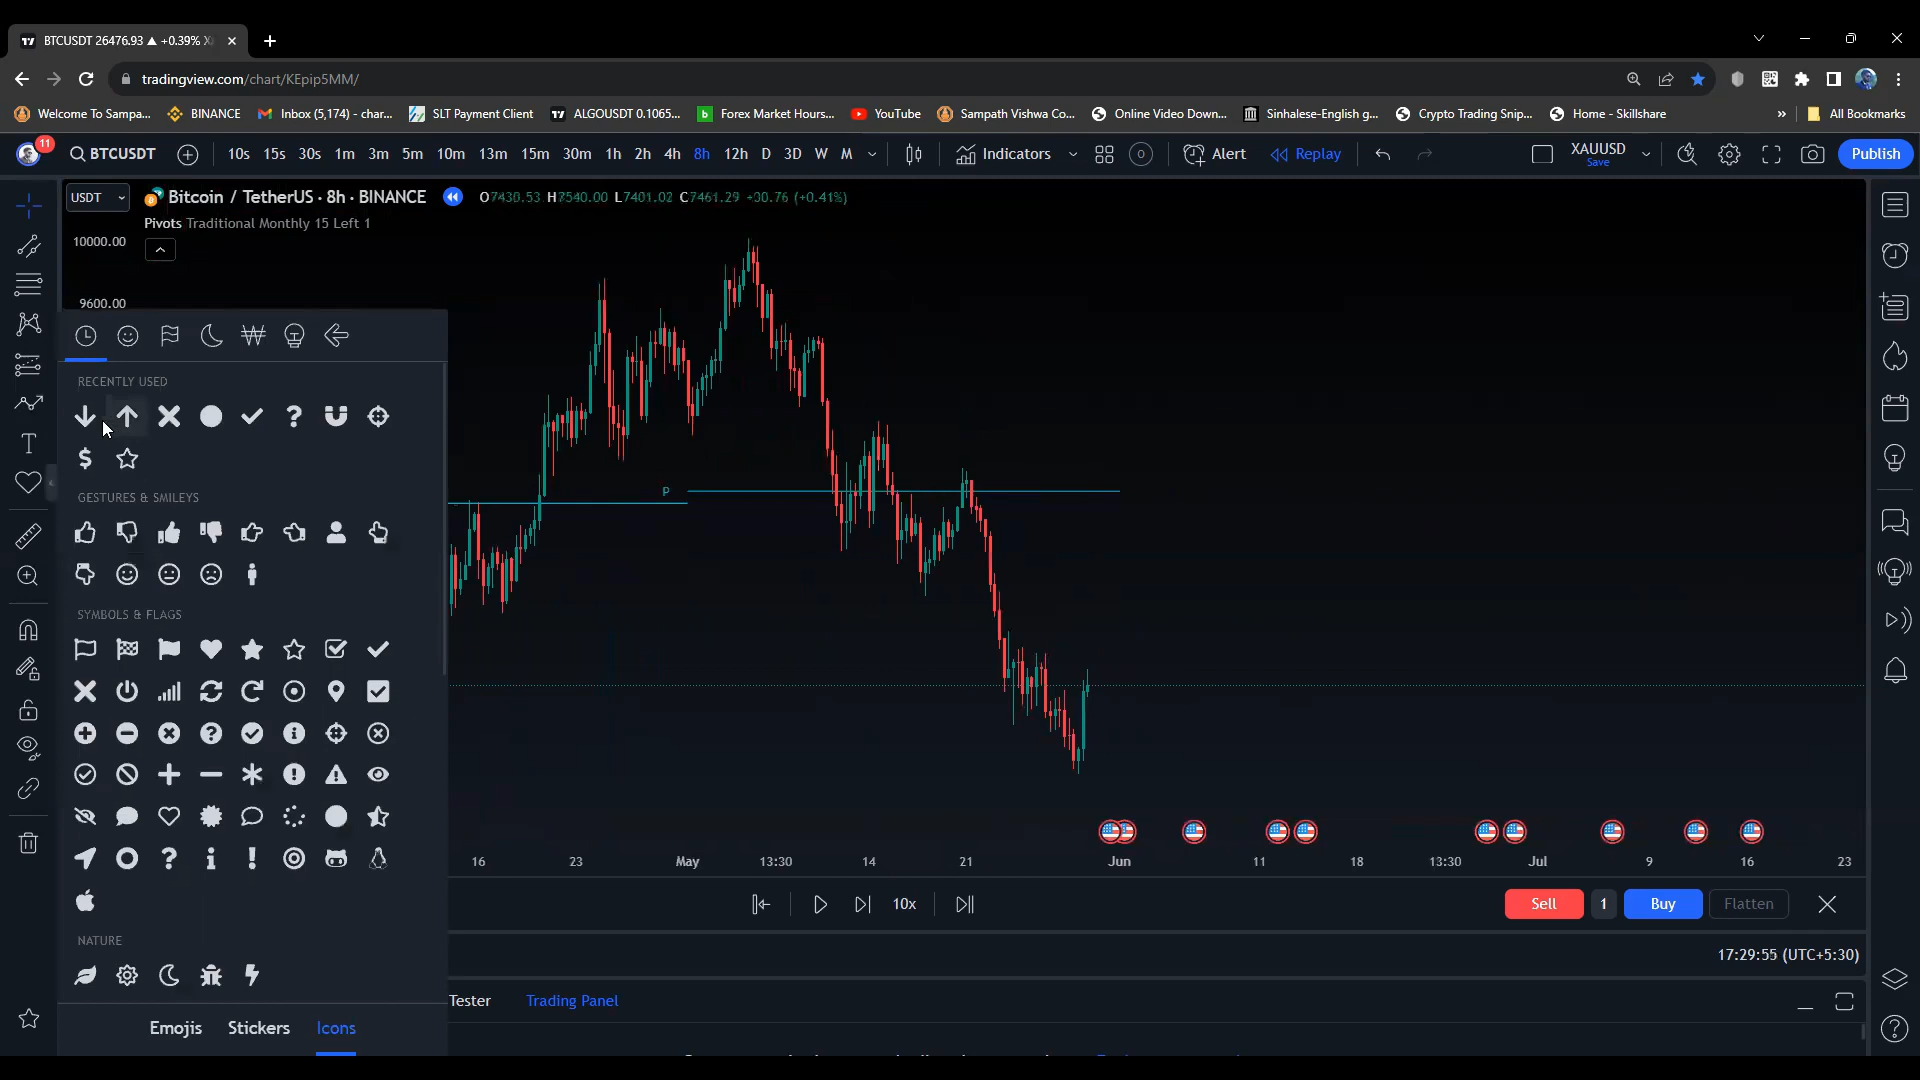 BTCUSDT 26476.93 ▲ +0.39% X
tradingview.com/chart/KEpip5MM/
Welcome To Sampa... BINANCE Inbox (5,174) - char... SLT Payment Client ALGOUSDT 0.1065... Forex Market Hours... YouTube Sampath Vishwa Co... Online Video Down... Sinhalese-English g... Crypto Trading Snip... Home - Skillshare » All Bookmarks
11 BTCUSDT 10s 15s 30s 1m 3m 5m 10m 13m 15m 30m 1h 2h 4h 8h 12h D 3D W M Indicators Alert Replay XAUUSD Publish
Save
USDT Bitcoin / TetherUS · 8h · BINANCE O7430.53 H7540.00 L7401.02 C7461.29 +30.76 (+0.41%)
Pivots Traditional Monthly 15 Left 1
10000.00
9600.00
RECENTLY USED
GESTURES & SMILEYS
P
SYMBOLS & FLAGS
16 23 May 13:30 14 21 Jun 11 18 13:30 Jul 9 16 23
10x Sell 1 Buy Flatten
NATURE
17:29:55 (UTC+5:30)
Tester Trading Panel
Emojis Stickers Icons